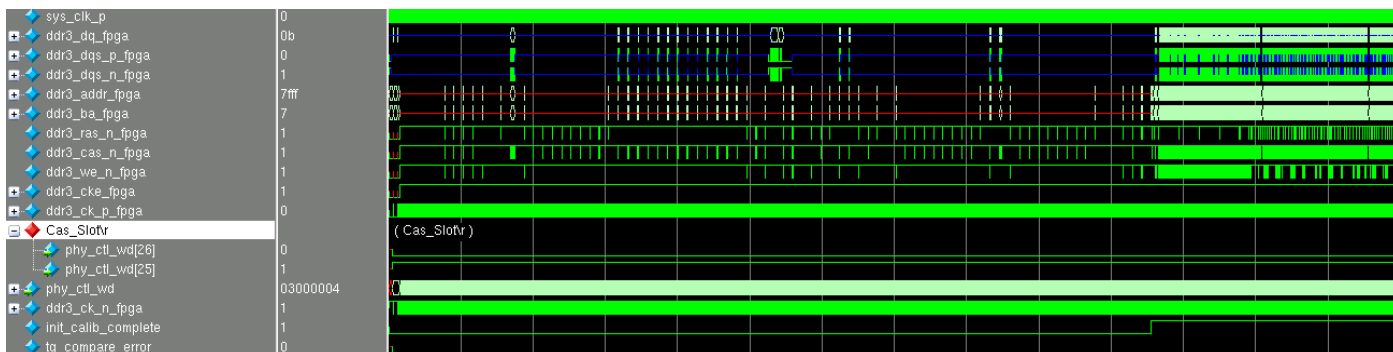 sys_clk_p 0
ddr3_dq_fpga 0b
ddr3_dqs_p_fpga 0
ddr3_dqs_n_fpga 1
ddr3_addr_fpga 7fff
ddr3_ba_fpga 7
ddr3_ras_n_fpga 1
ddr3_cas_n_fpga 1
ddr3_we_n_fpga 1
ddr3_cke_fpga 1
ddr3_ck_p_fpga 0
Cas_Slot\r ( Cas_Slot\r )
phy_ctl_wd[26] 0
phy_ctl_wd[25] 1
phy_ctl_wd 03000004
ddr3_ck_n_fpga 1
init_calib_complete 1
tg_compare_error 0